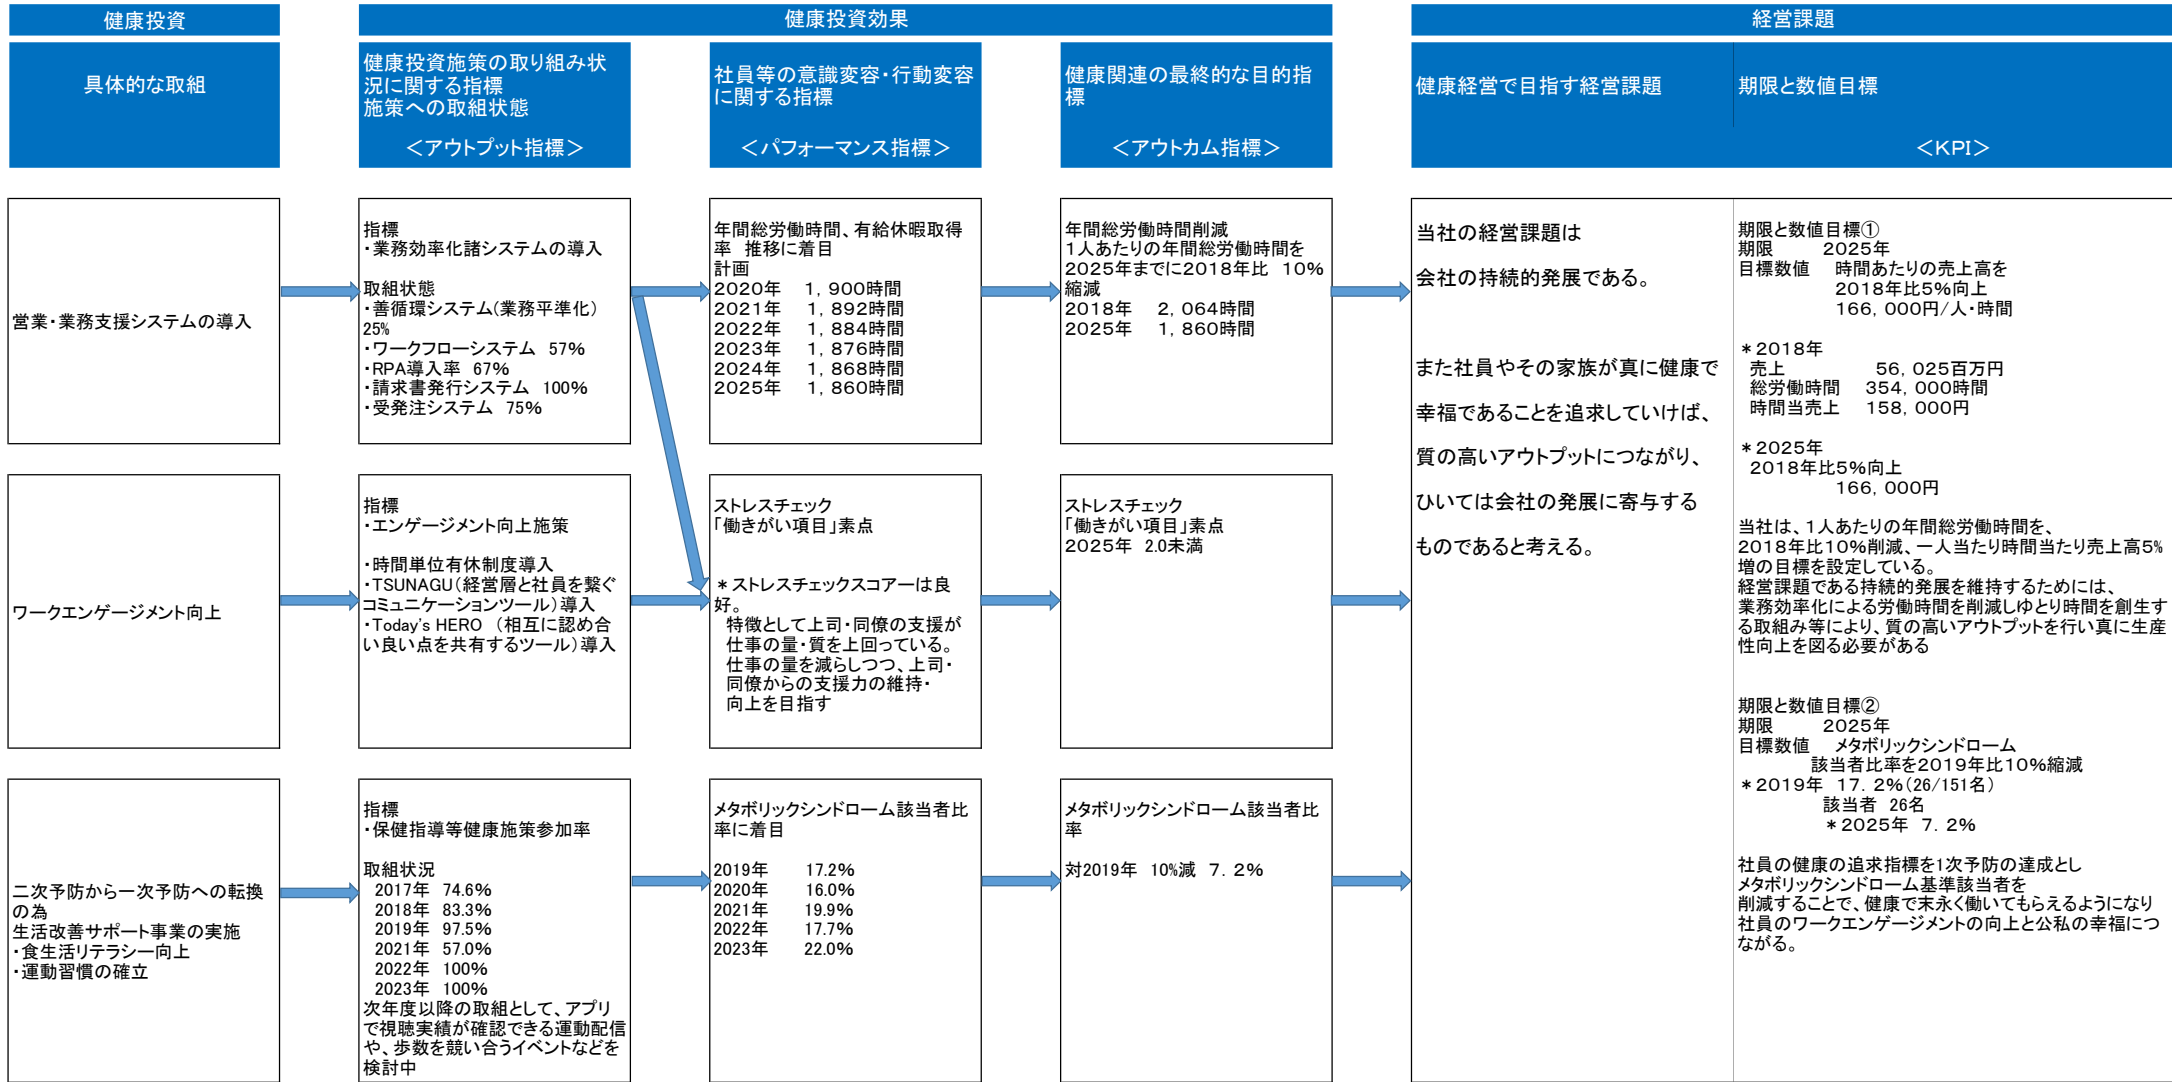 健康投資
健康投資効果
経営課題
具体的な取組
健康投資施策の取り組み状
況に関する指標
施策への取組状態
＜アウトプット指標＞
社員等の意識変容・行動変容
に関する指標
＜パフォーマンス指標＞
健康関連の最終的な目的指
標
＜アウトカム指標＞
健康経営で目指す経営課題
期限と数値目標
＜KPI＞
営業・業務支援システムの導入
指標
・業務効率化諸システムの導入
取組状態
・善循環システム(業務平準化)
25%
・ワークフローシステム 57%
・RPA導入率 67%
・請求書発行システム 100%
・受発注システム 75%
年間総労働時間、有給休暇取得
率 推移に着目
計画
2020年 1，900時間
2021年 1，892時間
2022年 1，884時間
2023年 1，876時間
2024年 1，868時間
2025年 1，860時間
年間総労働時間削減
1人あたりの年間総労働時間を
2025年までに2018年比 10%
縮減
2018年 2，064時間
2025年 1，860時間
ワークエンゲージメント向上
指標
・エンゲージメント向上施策
・時間単位有休制度導入
・TSUNAGU（経営層と社員を繋ぐ
コミュニケーションツール）導入
・Today's HERO （相互に認め合
い良い点を共有するツール）導入
ストレスチェック
「働きがい項目」素点
＊ストレスチェックスコアーは良
好。
特徴として上司・同僚の支援が
仕事の量・質を上回っている。
仕事の量を減らしつつ、上司・
同僚からの支援力の維持・
向上を目指す
ストレスチェック
「働きがい項目」素点
2025年 2.0未満
二次予防から一次予防への転換
の為
生活改善サポート事業の実施
・食生活リテラシー向上
・運動習慣の確立
指標
・保健指導等健康施策参加率
取組状況
2017年 74.6%
2018年 83.3%
2019年 97.5%
2021年 57.0%
2022年 100%
2023年 100%
次年度以降の取組として、アプリ
で視聴実績が確認できる運動配信
や、歩数を競い合うイベントなどを
検討中
メタボリックシンドローム該当者比
率に着目
2019年 17.2%
2020年 16.0%
2021年 19.9%
2022年 17.7%
2023年 22.0%
メタボリックシンドローム該当者比
率
対2019年 10%減 7．2%
当社の経営課題は
会社の持続的発展である。
また社員やその家族が真に健康で
幸福であることを追求していけば、
質の高いアウトプットにつながり、
ひいては会社の発展に寄与する
ものであると考える。
期限と数値目標①
期限 2025年
目標数値 時間あたりの売上高を
2018年比5%向上
166，000円/人・時間
＊2018年
売上 56，025百万円
総労働時間 354，000時間
時間当売上 158，000円
＊2025年
2018年比5%向上
166，000円
当社は、1人あたりの年間総労働時間を、
2018年比10%削減、一人当たり時間当たり売上高5%
増の目標を設定している。
経営課題である持続的発展を維持するためには、
業務効率化による労働時間を削減しゆとり時間を創生す
る取組み等により、質の高いアウトプットを行い真に生産
性向上を図る必要がある
期限と数値目標②
期限 2025年
目標数値 メタボリックシンドローム
該当者比率を2019年比10%縮減
＊2019年 17．2%(26/151名)
該当者 26名
＊2025年 7．2%
社員の健康の追求指標を1次予防の達成とし
メタボリックシンドローム基準該当者を
削減することで、健康で末永く働いてもらえるようになり
社員のワークエンゲージメントの向上と公私の幸福につ
ながる。